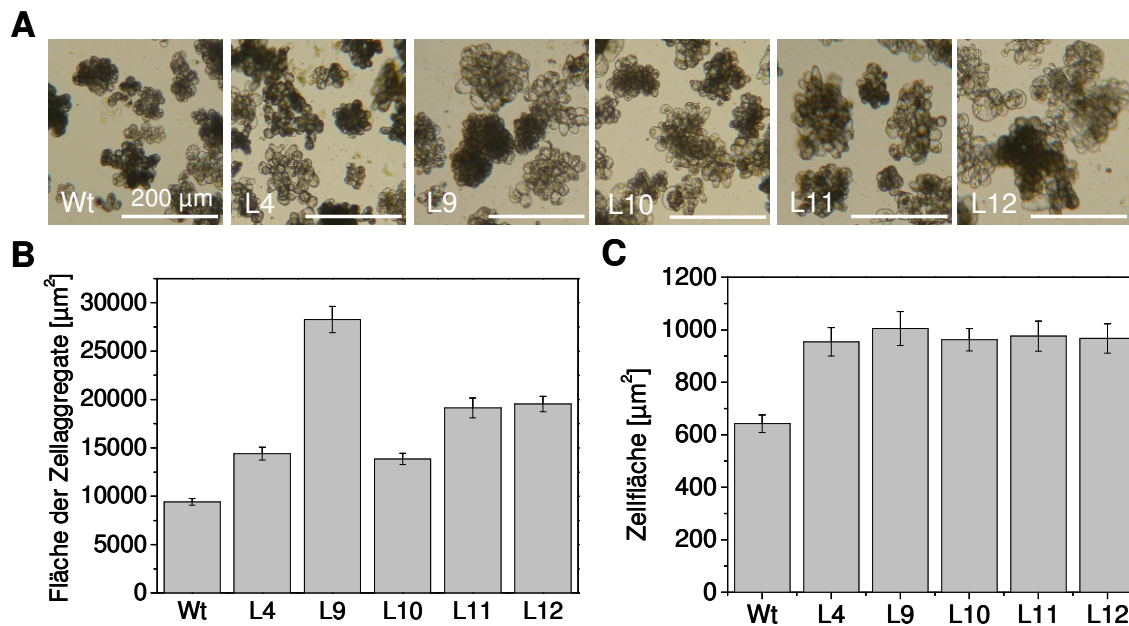 A
Wt 200 µm L4 L9 L10 L11 L12
B
C
Fläche der Zellaggregate [µm²]
30000
25000
20000
15000
10000
5000
0
Wt L4 L9 L10 L11 L12
Zellfläche [µm²]
1200
1000
800
600
400
200
0
Wt L4 L9 L10 L11 L12